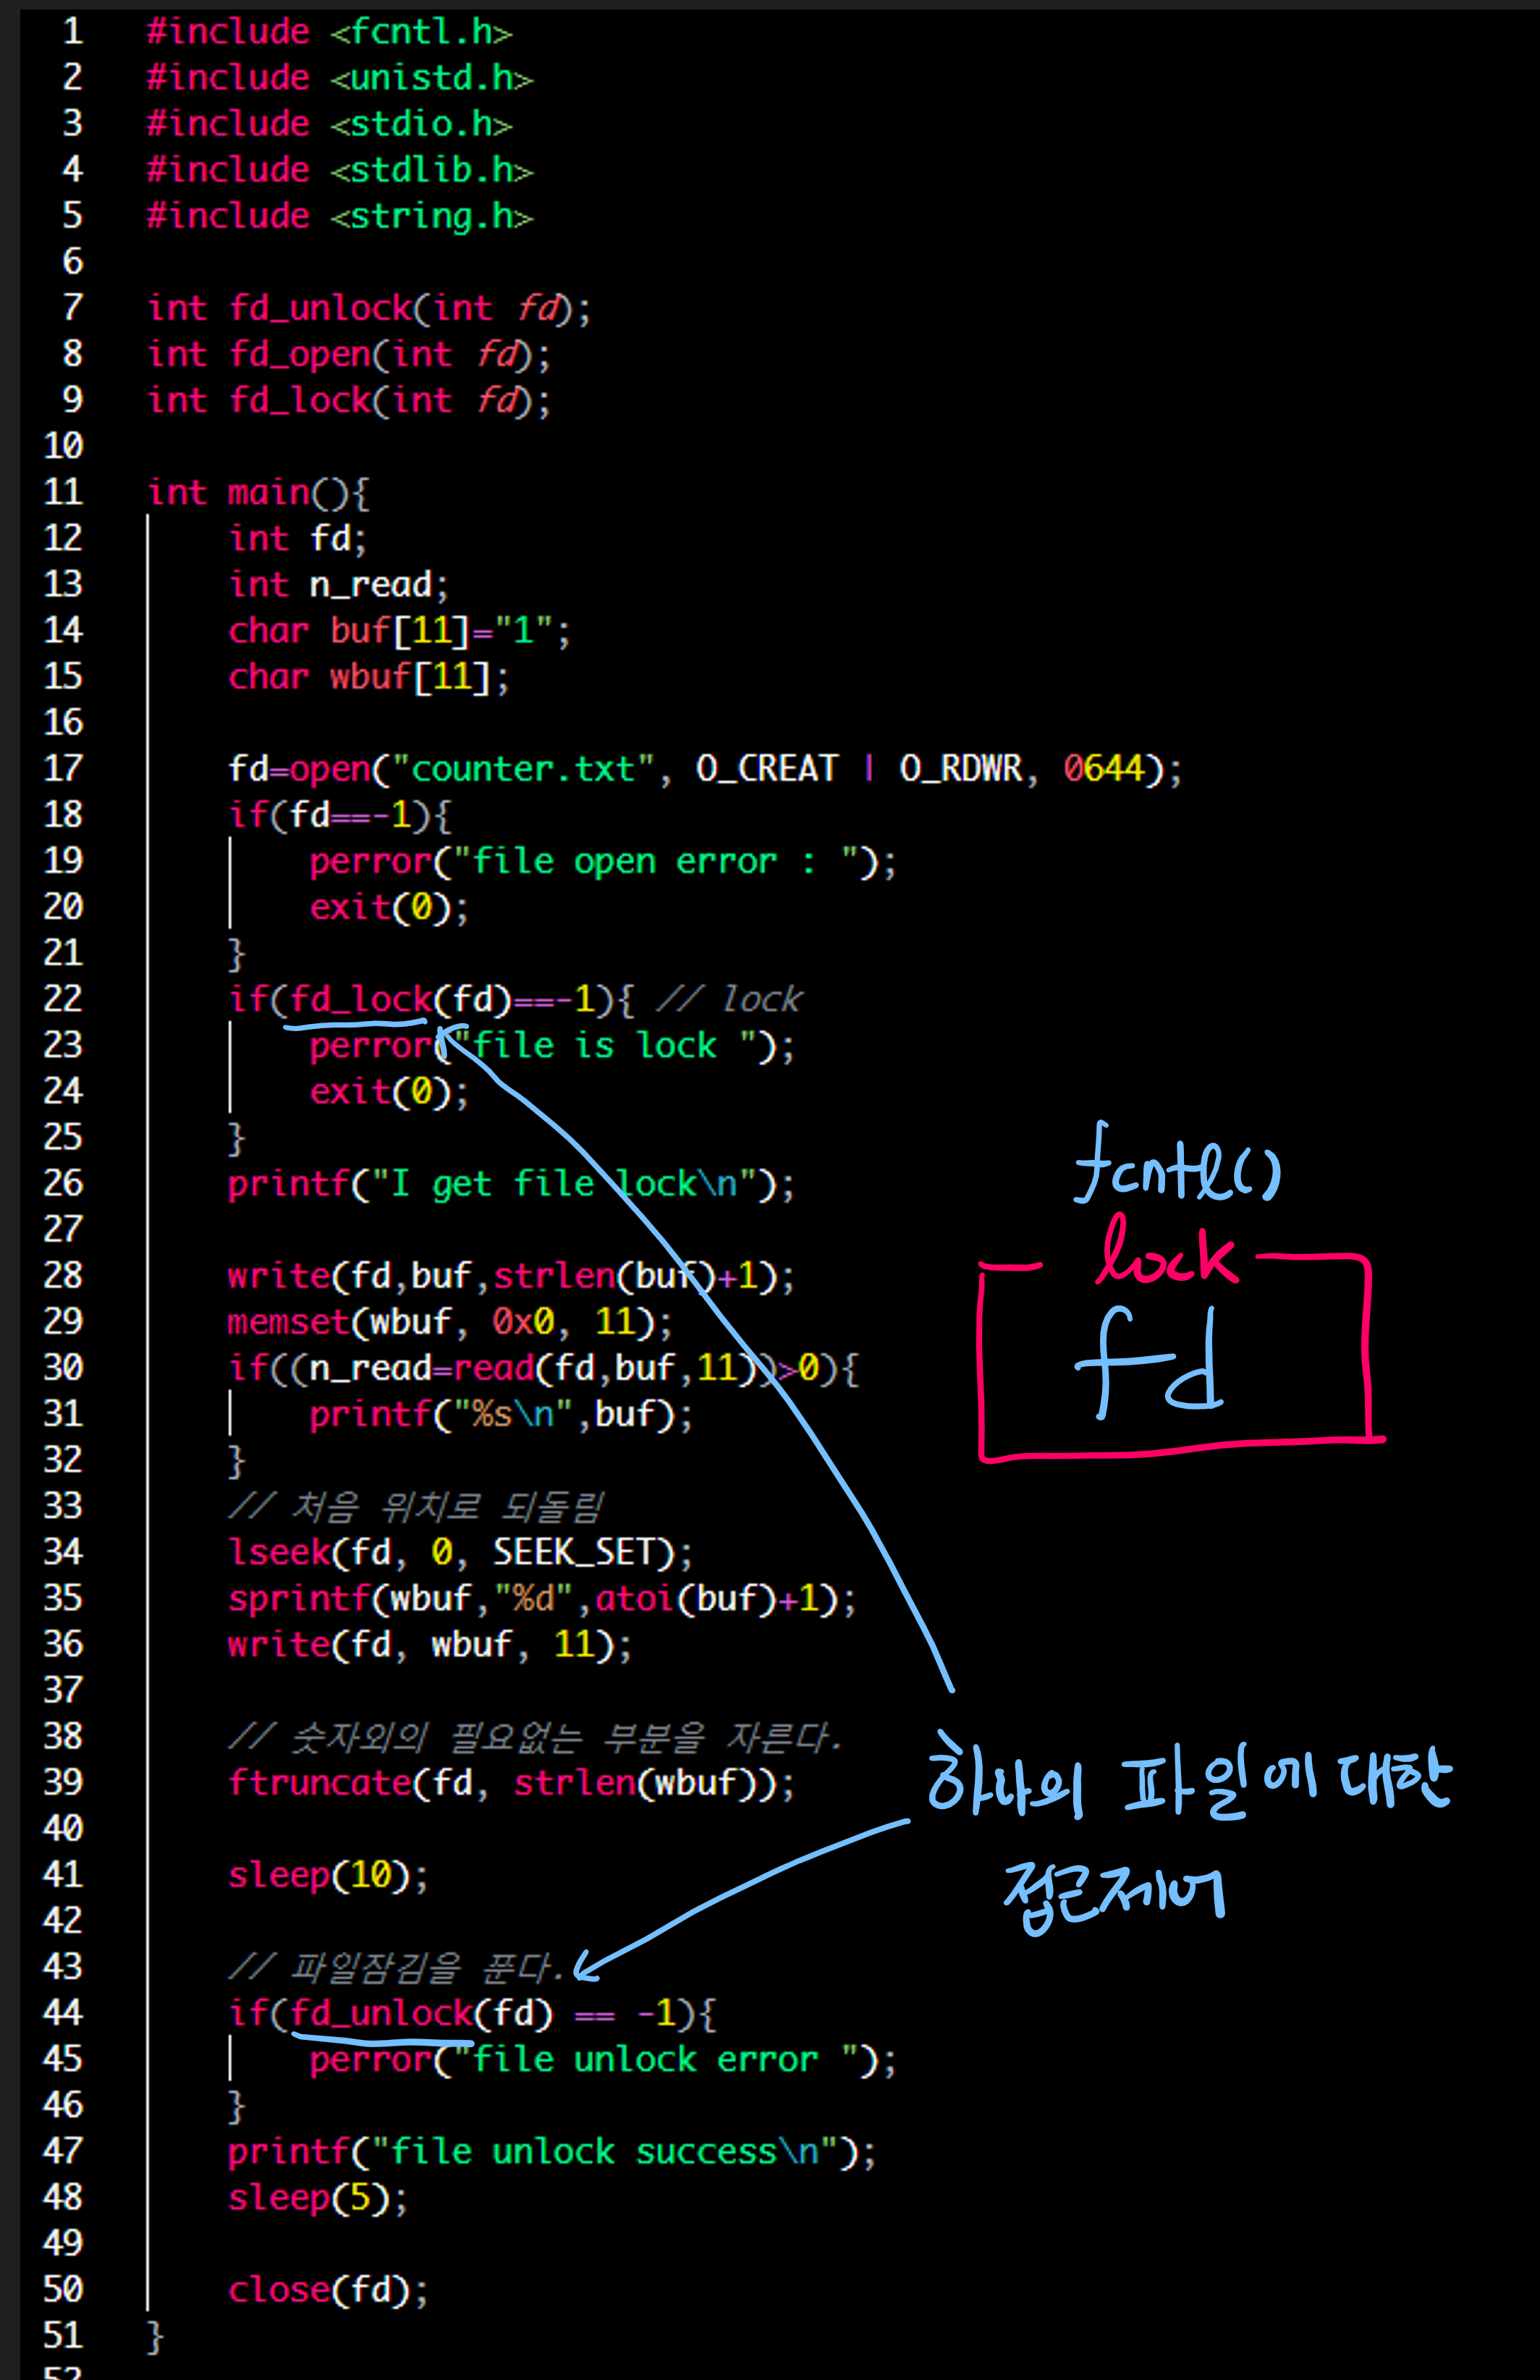 1 #include <fcntl.h>
2 #include <unistd.h>
3 #include <stdio.h>
4 #include <stdlib.h>
5 #include <string.h>
6
7 int fd_unlock(int fd);
8 int fd_open(int fd);
9 int fd_lock(int fd);
10
11 int main(){
12 int fd;
13 int n_read;
14 char buf[11]="1";
15 char wbuf[11];
16
17 fd=open("counter.txt", O_CREAT | O_RDWR, 0644);
18 if(fd==-1){
19 perror("file open error : ");
20 exit(0);
21 }
22 if(fd_lock(fd)==-1){ // lock
23 perror("file is lock ");
24 exit(0);
25 }
26 printf("I get file lock\n");
27
28 write(fd,buf,strlen(buf)+1);
29 memset(wbuf, 0x0, 11);
30 if((n_read=read(fd,buf,11))>0){
31 printf("%s\n",buf);
32 }
33 // 처음 위치로 되돌림
34 lseek(fd, 0, SEEK_SET);
35 sprintf(wbuf,"%d",atoi(buf)+1);
36 write(fd, wbuf, 11);
37
38 // 숫자외의 필요없는 부분을 자른다.
39 ftruncate(fd, strlen(wbuf));
40
41 sleep(10);
42
43 // 파일잠김을 푼다.
44 if(fd_unlock(fd) == -1){
45 perror("file unlock error ");
46 }
47 printf("file unlock success\n");
48 sleep(5);
49
50 close(fd);
51 }
52
fcntl()
lock
fd
하나의 파일에 대한
접근제어